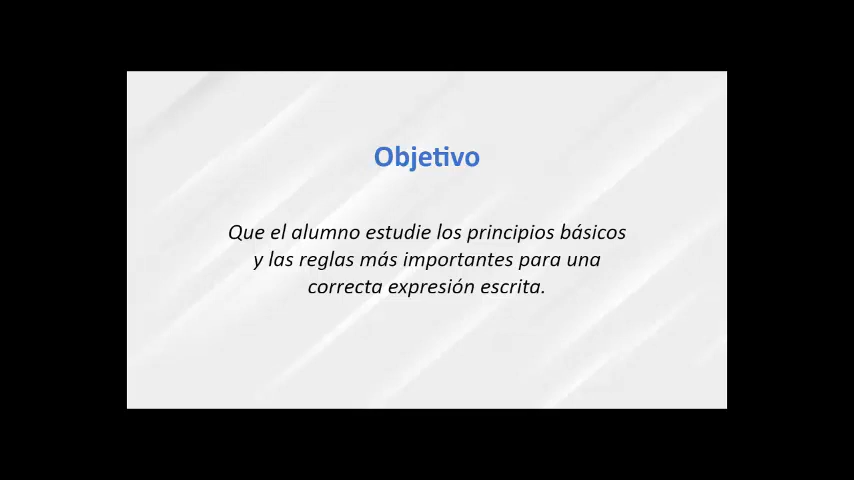 Objetivo
Que el alumno estudie los principios básicos
y las reglas más importantes para una
correcta expresión escrita.